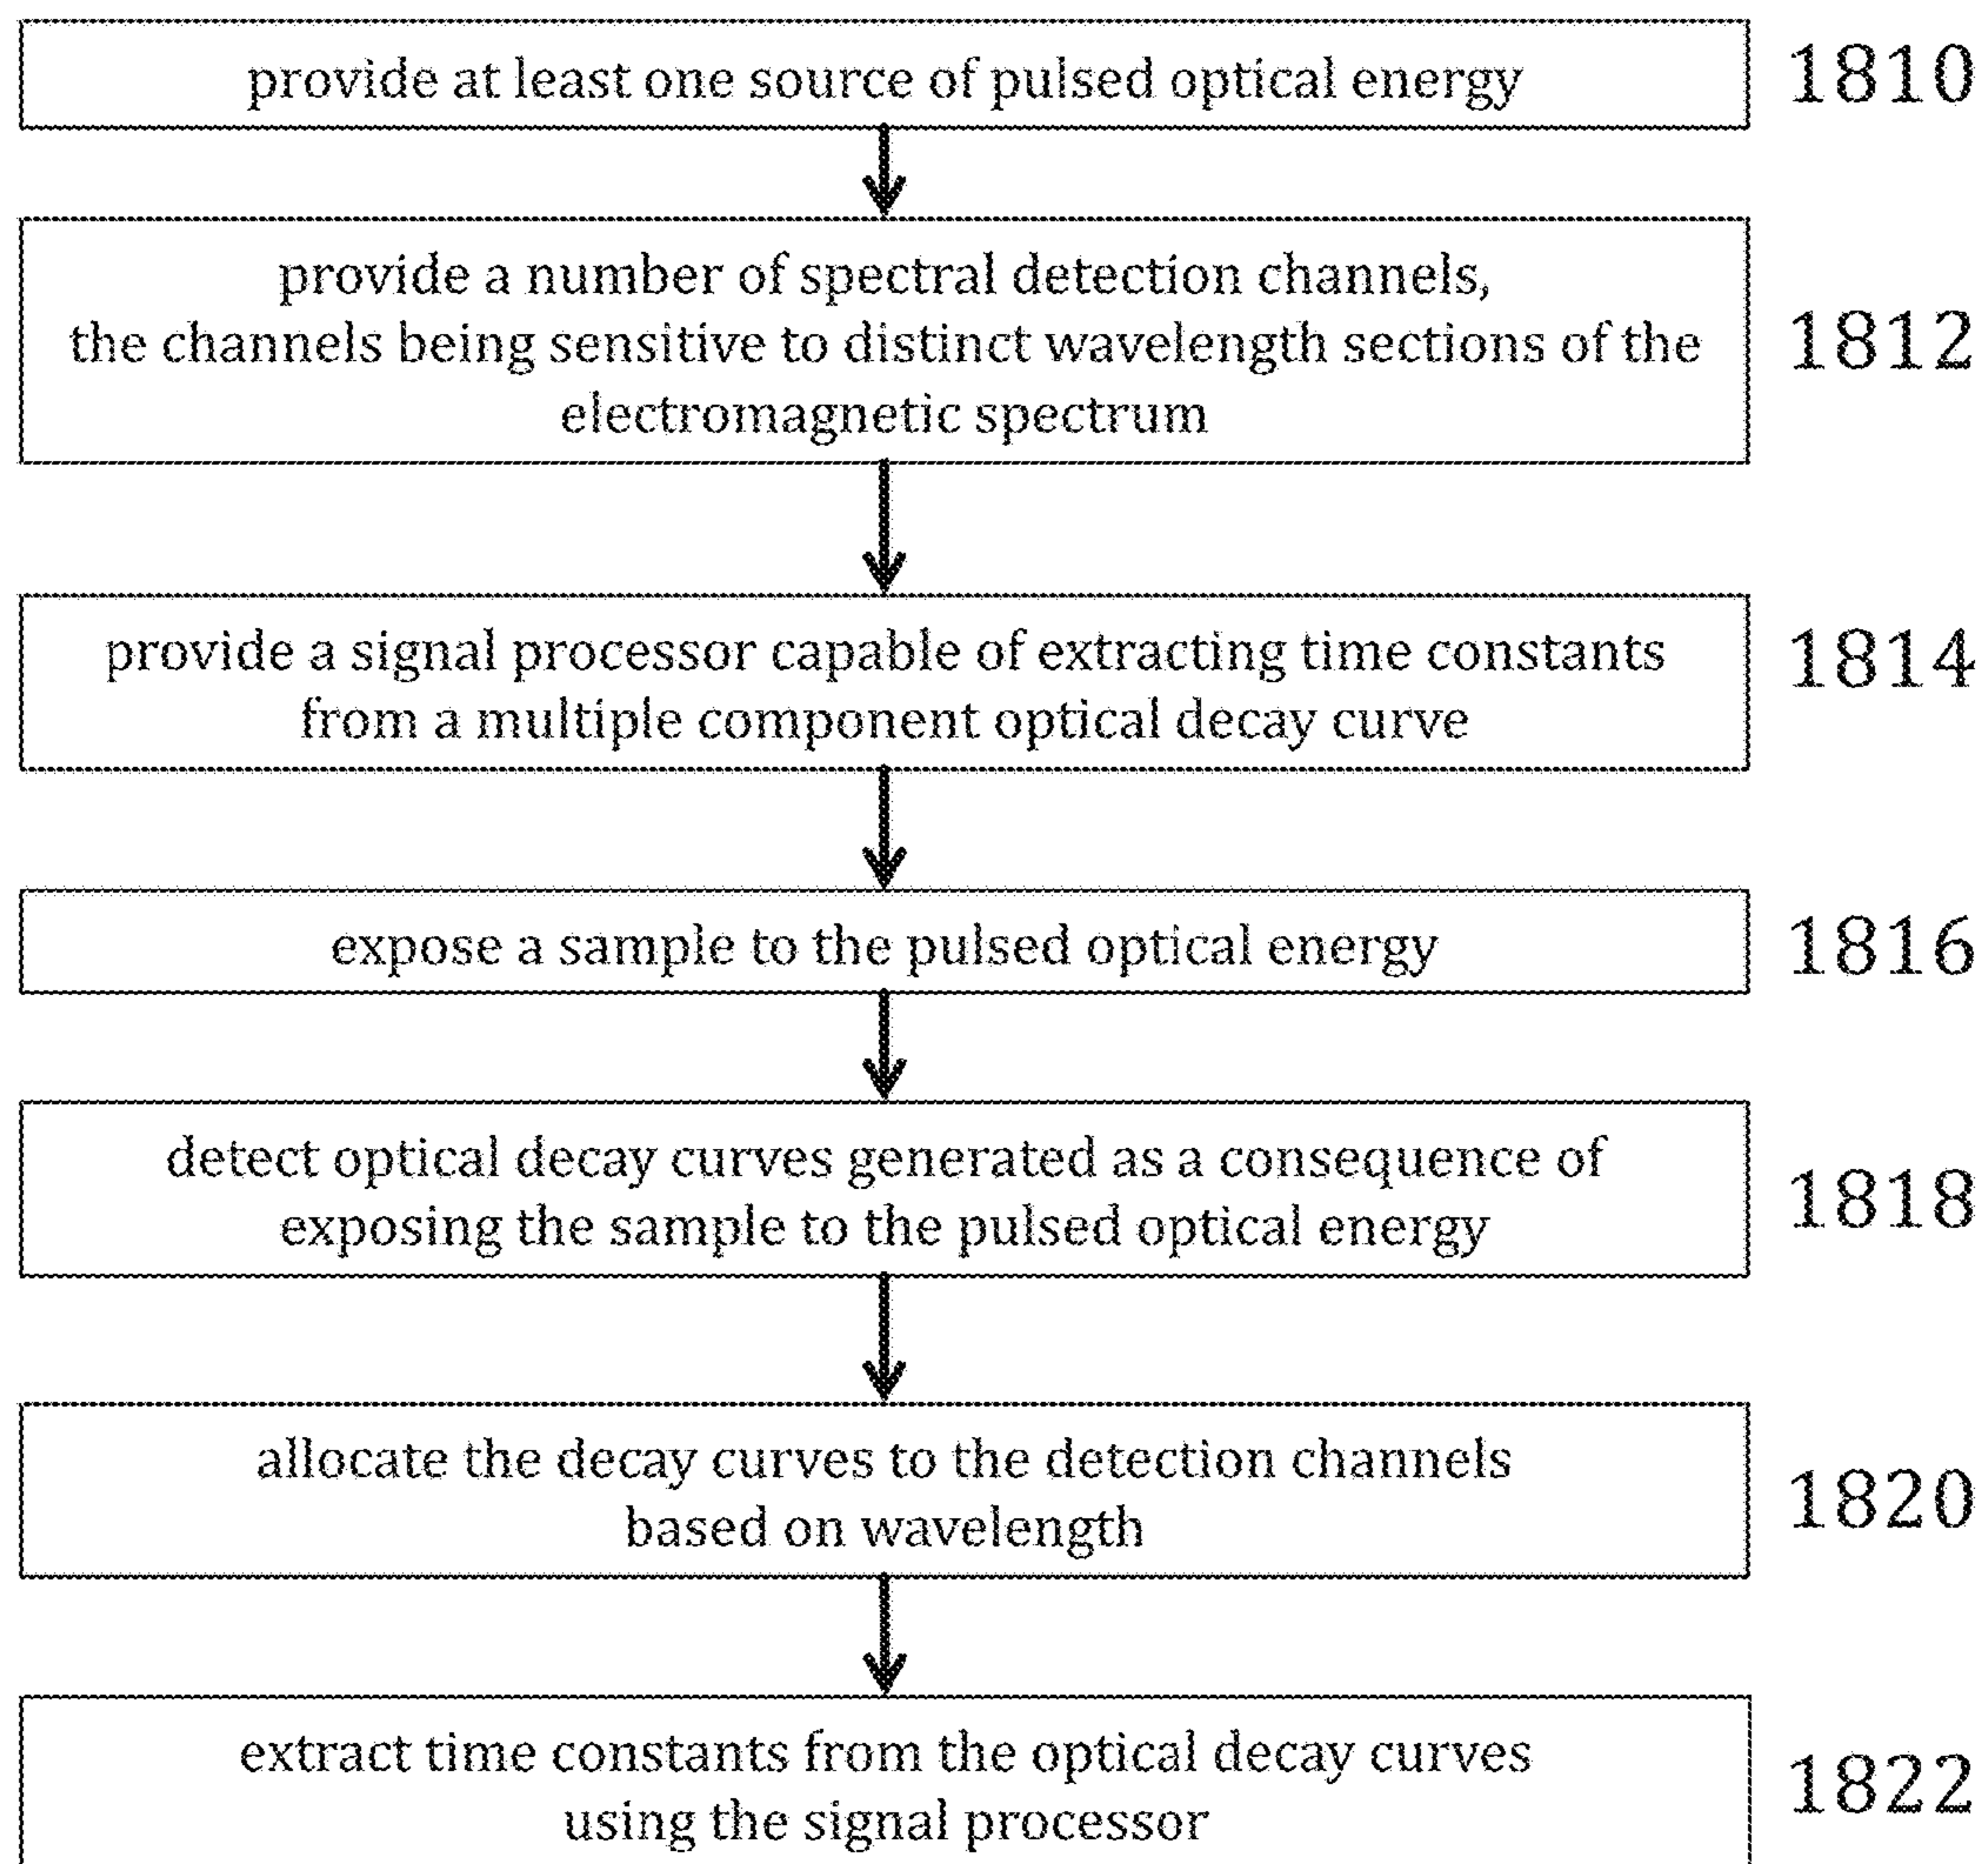 provide at least one source of pulsed optical energy
1810
provide a number of spectral detection channels,
the channels being sensitive to distinct wavelength sections of the
electromagnetic spectrum
1812
provide a signal processor capable of extracting time constants
from a multiple component optical decay curve
1814
expose a sample to the pulsed optical energy
1816
detect optical decay curves generated as a consequence of
exposing the sample to the pulsed optical energy
1818
allocate the decay curves to the detection channels
based on wavelength
1820
extract time constants from the optical decay curves
using the signal processor
1822